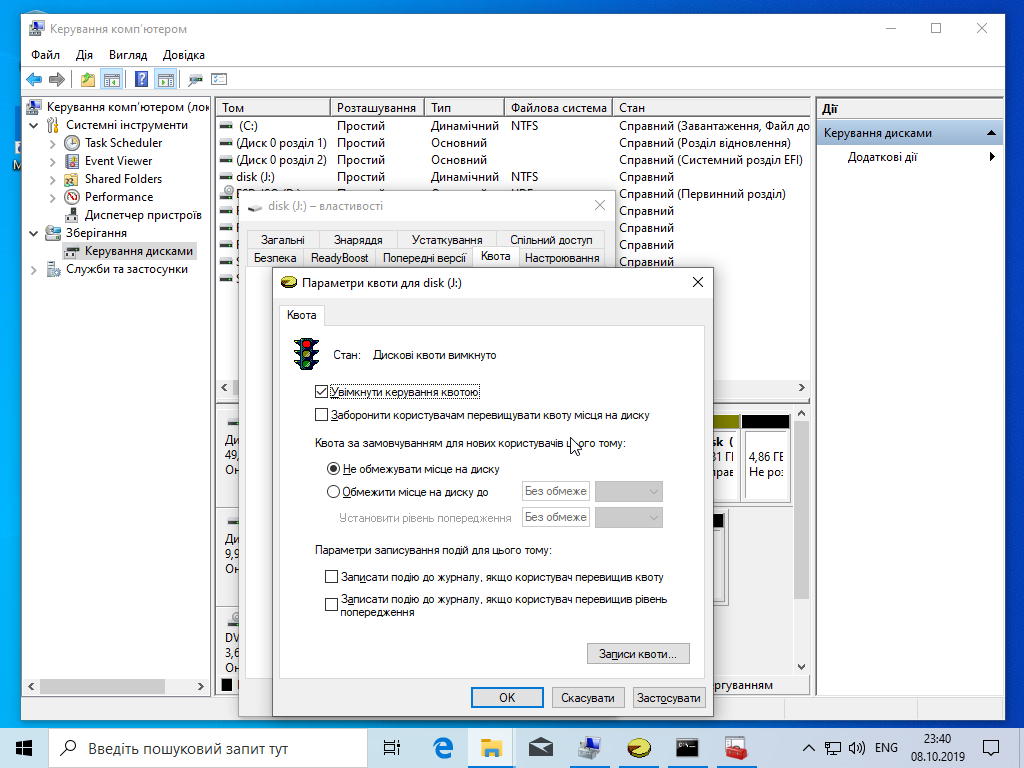 Керування комп'ютером
Файл Дія Вигляд Довідка
Керування комп'ютером (лок
Системні інструменти
Task Scheduler
Event Viewer
Shared Folders
Performance
Диспетчер пристроїв
Зберігання
Керування дисками
Служби та застосунки
Том Розташування Тип Файлова система Стан
(C:) Простий Динамічний NTFS Справний (Завантаження, Файл до
(Диск 0 розділ 1) Простий Основний Справний (Розділ відновлення)
(Диск 0 розділ 2) Простий Основний Справний (Системний розділ EFI)
disk (J:) Простий Динамічний NTFS Справний
Справний (Первинний розділ)
Справний
Справний
Справний
Справний
Дії
Керування дисками
Додаткові дії
disk (J:) – властивості
Загальні Знаряддя Устаткування Спільний доступ
Безпека ReadyBoost Попередні версії Квота Настроювання
Параметри квоти для disk (J:)
Квота
Стан: Дискові квоти вимкнуто
Увімкнути керування квотою
Заборонити користувачам перевищувати квоту місця на диску
Квота за замовчуванням для нових користувачів цього тому:
Не обмежувати місце на диску
Обмежити місце на диску до Без обмеже
Установити рівень попередження Без обмеже
Параметри записування подій для цього тому:
Записати подію до журналу, якщо користувач перевищив квоту
Записати подію до журналу, якщо користувач перевищив рівень
попередження
Записи квоти...
OK Скасувати Застосувати
Ди
49,
Он
Ди
9,9
Он
DV
3,6
Он
sk (
4,86 ГБ
Не роз
ргуванням
Введіть пошуковий запит тут
ENG
23:40
08.10.2019